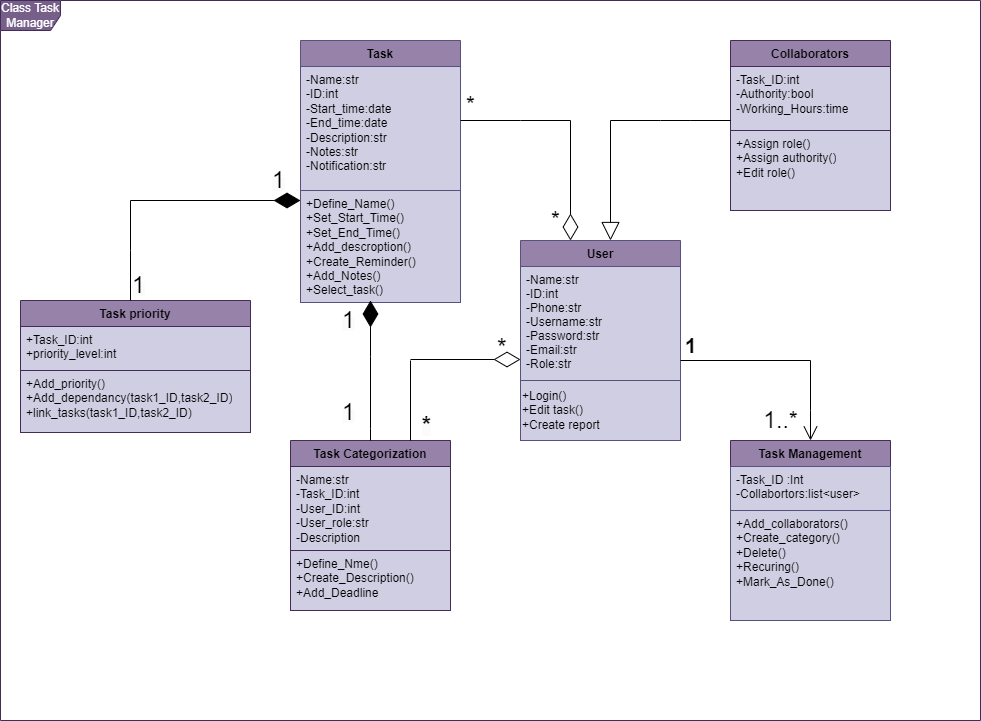 Class Task
Manager
Task
-Name:str
-ID:int
-Start_time:date
-End_time:date
-Description:str
-Notes:str
-Notification:str
+Define_Name()
+Set_Start_Time()
+Set_End_Time()
+Add_descroption()
+Create_Reminder()
+Add_Notes()
+Select_task()
Collaborators
-Task_ID:int
-Authority:bool
-Working_Hours:time
+Assign role()
+Assign authority()
+Edit role()
*
*
1
1
Task priority
+Task_ID:int
+priority_level:int
+Add_priority()
+Add_dependancy(task1_ID,task2_ID)
+link_tasks(task1_ID,task2_ID)
User
-Name:str
-ID:int
-Phone:str
-Username:str
-Password:str
-Email:str
-Role:str
+Login()
+Edit task()
+Create report
1
1
*
*
1
1..*
Task Categorization
-Name:str
-Task_ID:int
-User_ID:int
-User_role:str
-Description
+Define_Nme()
+Create_Description()
+Add_Deadline
Task Management
-Task_ID :Int
-Collabortors:list<user>
+Add_collaborators()
+Create_category()
+Delete()
+Recuring()
+Mark_As_Done()